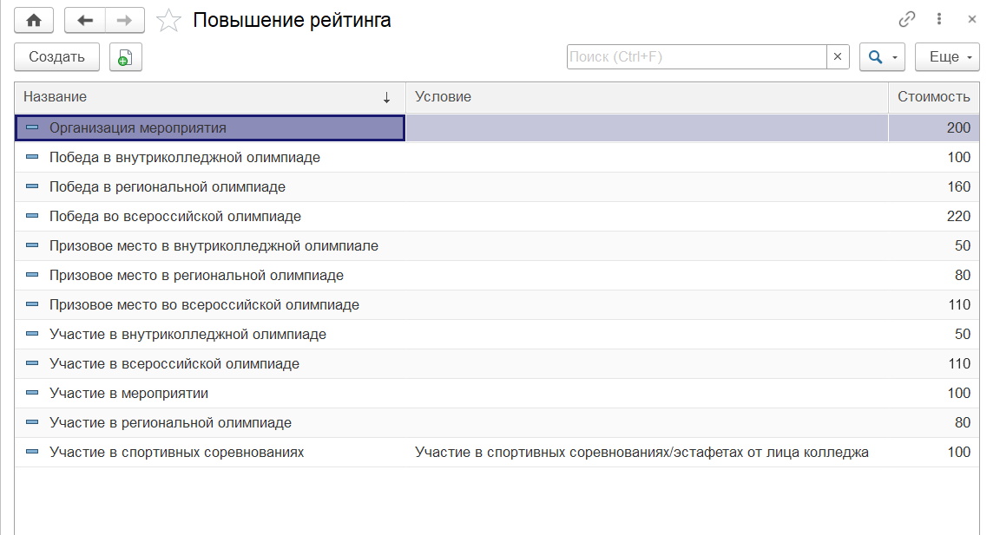 Повышение рейтинга
Создать
Поиск (Ctrl+F)
Еще
Название Условие Стоимость
Организация мероприятия 200
Победа в внутриколледжной олимпиаде 100
Победа в региональной олимпиаде 160
Победа во всероссийской олимпиаде 220
Призовое место в внутриколледжной олимпиале 50
Призовое место в региональной олимпиаде 80
Призовое место во всероссийской олимпиаде 110
Участие в внутриколледжной олимпиаде 50
Участие в всероссийской олимпиаде 110
Участие в мероприятии 100
Участие в региональной олимпиаде 80
Участие в спортивных соревнованиях Участие в спортивных соревнованиях/эстафетах от лица колледжа 100